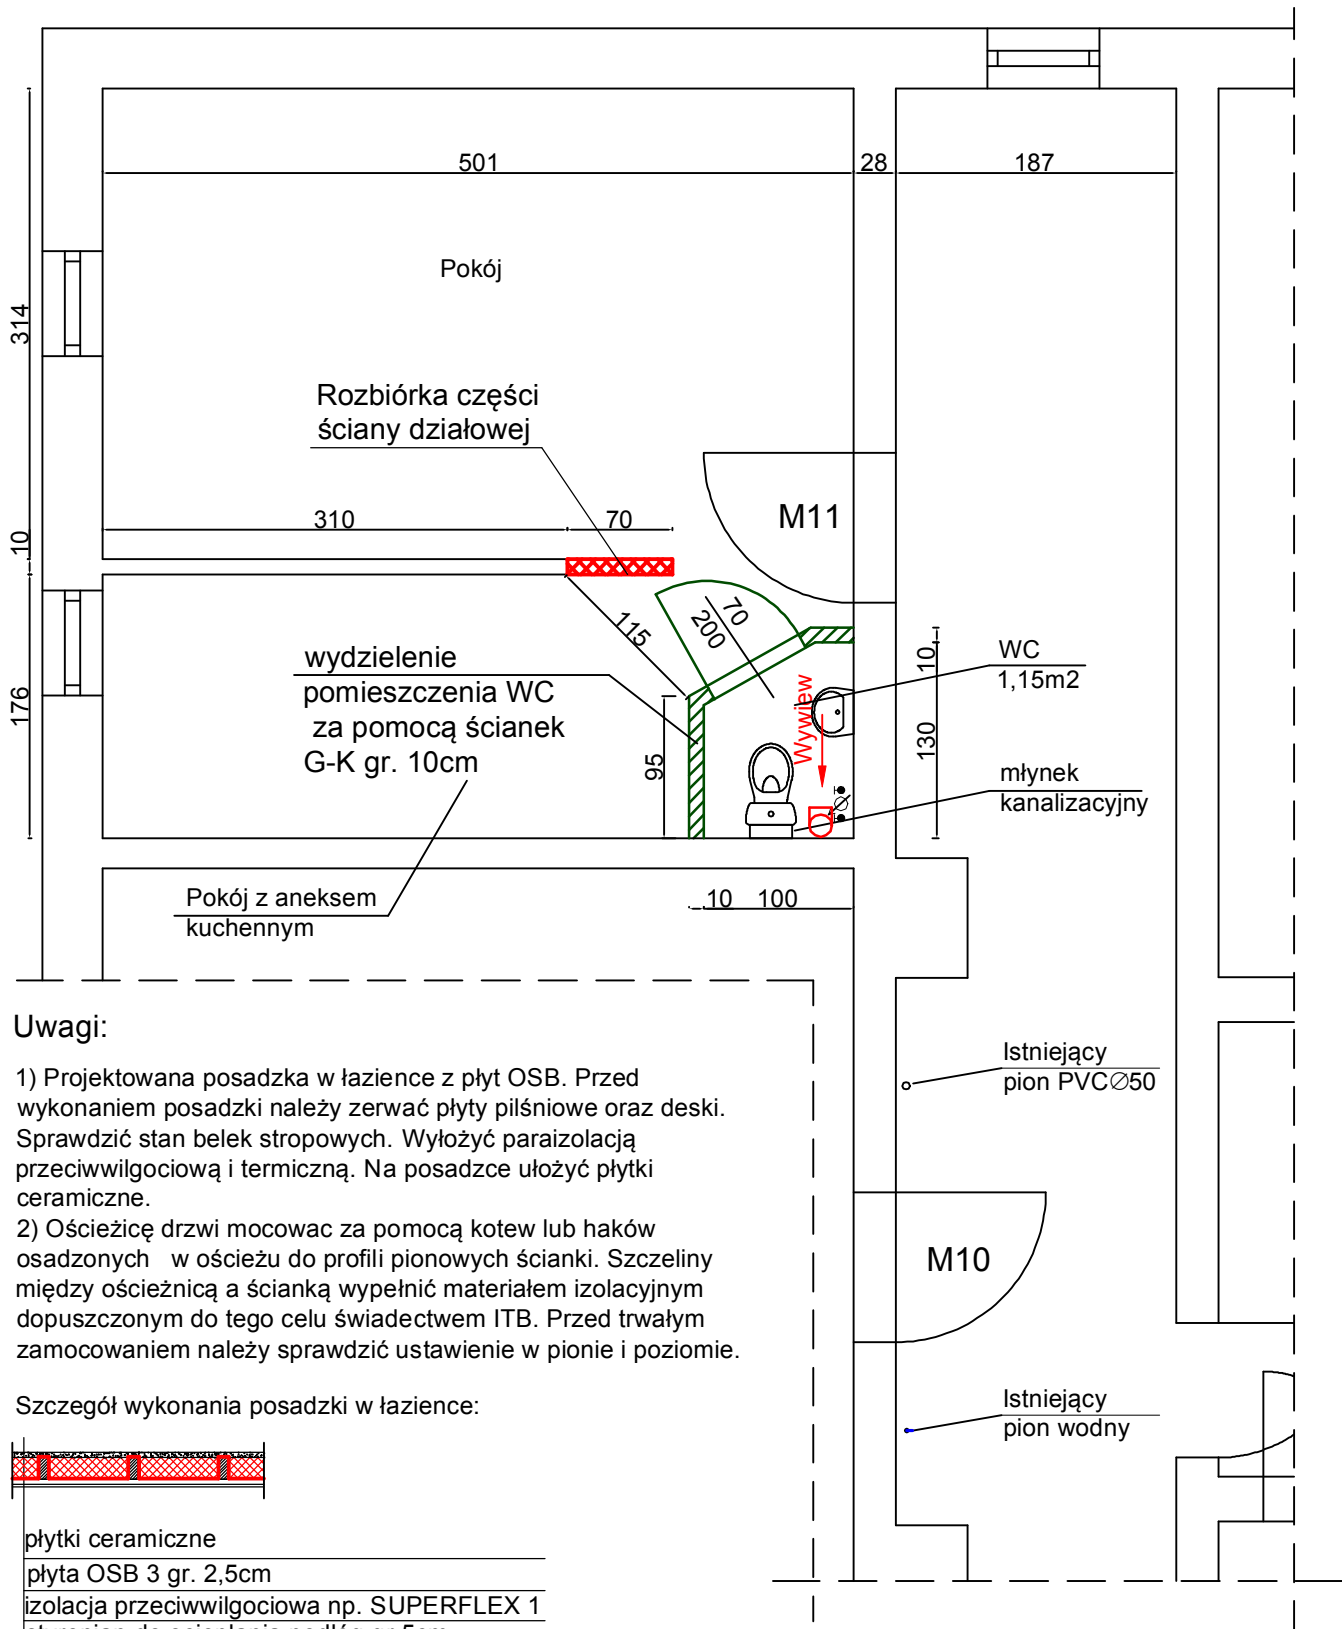 501
28
187
Pokój
314
Rozbiórka części
ściany działowej
310
70
M11
10
70
200
115
wydzielenie
pomieszczenia WC
za pomocą ścianek
G-K gr. 10cm
WC
1,15m2
10
Wywiew
176
95
130
młynek
kanalizacyjny
Pokój z aneksem
kuchennym
10 100
Uwagi:
1) Projektowana posadzka w łazience z płyt OSB. Przed
wykonaniem posadzki należy zerwać płyty pilśniowe oraz deski.
Sprawdzić stan belek stropowych. Wyłożyć paraizolacją
przeciwwilgociową i termiczną. Na posadzce ułożyć płytki
ceramiczne.
2) Ościeżicę drzwi mocowac za pomocą kotew lub haków
osadzonych w ościeżu do profili pionowych ścianki. Szczeliny
między ościeżnicą a ścianką wypełnić materiałem izolacyjnym
dopuszczonym do tego celu świadectwem ITB. Przed trwałym
zamocowaniem należy sprawdzić ustawienie w pionie i poziomie.
Istniejący
pion PVC∅50
M10
Istniejący
pion wodny
Szczegół wykonania posadzki w łazience:
płytki ceramiczne
płyta OSB 3 gr. 2,5cm
izolacja przeciwwilgociowa np. SUPERFLEX 1